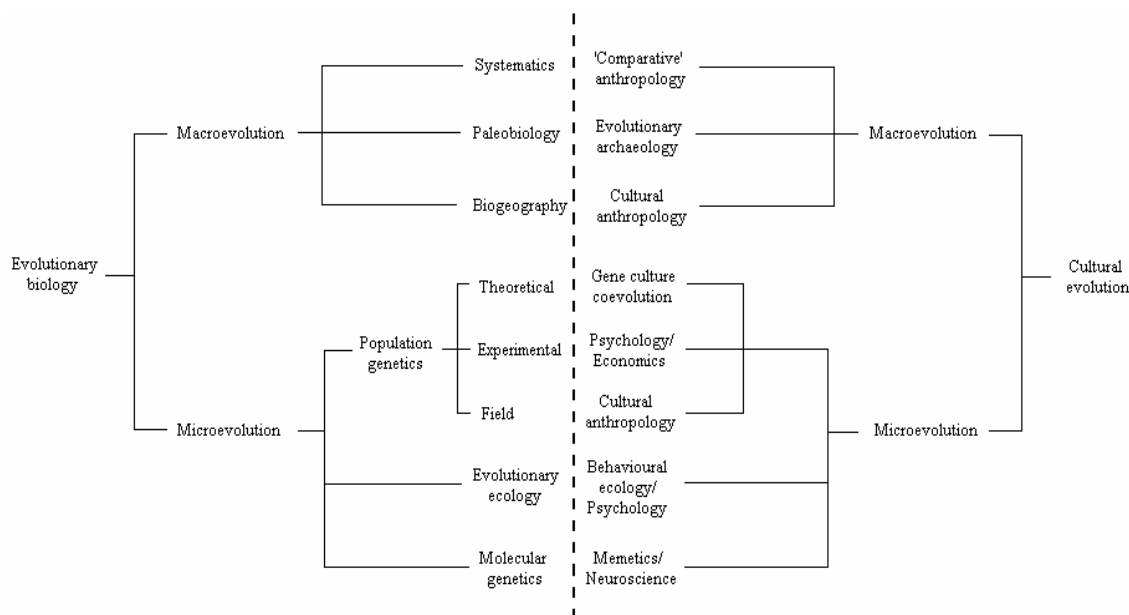 Systematics
'Comparative'
anthropology
Macroevolution
Paleobiology
Evolutionary
archaeology
Macroevolution
Biogeography
Cultural
anthropology
Evolutionary
biology
Theoretical
Gene culture
coevolution
Cultural
evolution
Population
genetics
Experimental
Psychology/
Economics
Field
Cultural
anthropology
Microevolution
Microevolution
Evolutionary
ecology
Behavioural
ecology/
Psychology
Molecular
genetics
Memetics/
Neuroscience